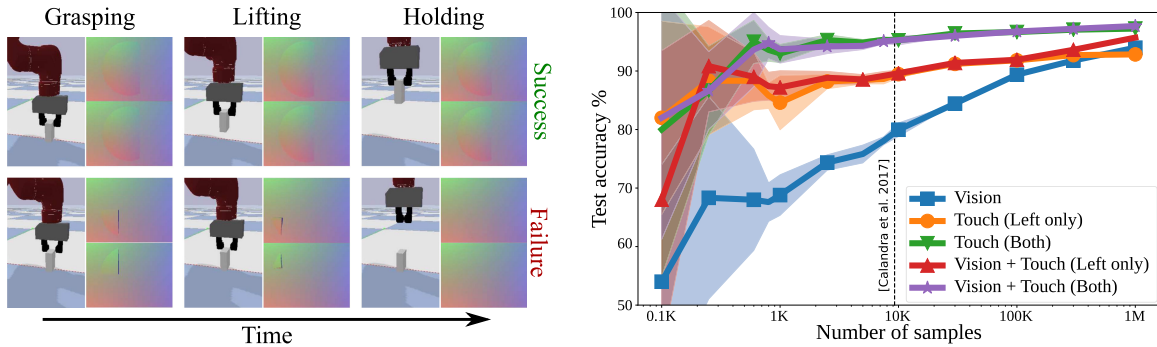 Grasping Lifting Holding
Success
Failure
Time
Test accuracy %
100
90
80
70
60
50
[Calandra et al. 2017]
Vision
Touch (Left only)
Touch (Both)
Vision + Touch (Left only)
Vision + Touch (Both)
0.1K 1K 10K 100K 1M
Number of samples